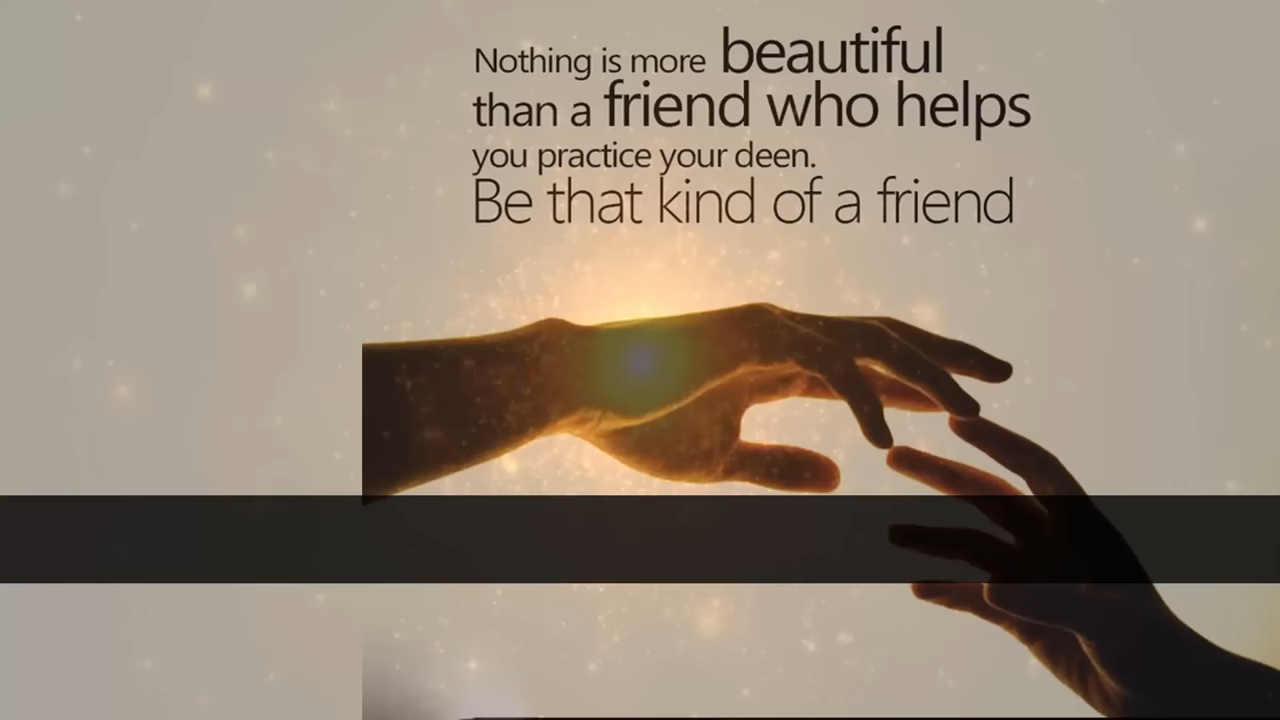 Nothing is more beautiful
than a friend who helps
you practice your deen.
Be that kind of a friend